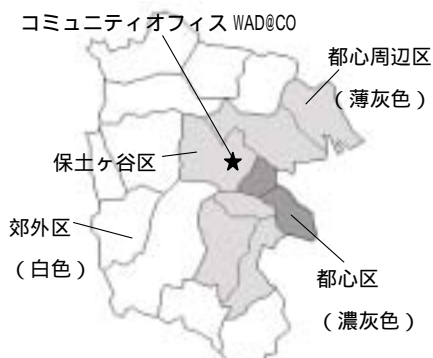 コミュニティオフィス WAD@CO
都心周辺区
（薄灰色）
保土ヶ谷区
郊外区
（白色）
都心区
（濃灰色）